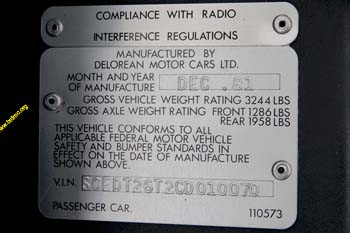 COMPLIANCE WITH RADIO
INTERFERENCE REGULATIONS
MANUFACTURED BY
DELOREAN MOTOR CARS LTD.
MONTH AND YEAR
OF MANUFACTURE DEC .81
GROSS VEHICLE WEIGHT RATING 3244 LBS
GROSS AXLE WEIGHT RATING FRONT 1286 LBS
REAR 1958 LBS
THIS VEHICLE CONFORMS TO ALL
APPLICABLE FEDERAL MOTOR VEHICLE
SAFETY AND BUMPER STANDARDS IN
EFFECT ON THE DATE OF MANUFACTURE
SHOWN ABOVE.
V.I.N. SCEDT26T2CD010070
PASSENGER CAR. 110573